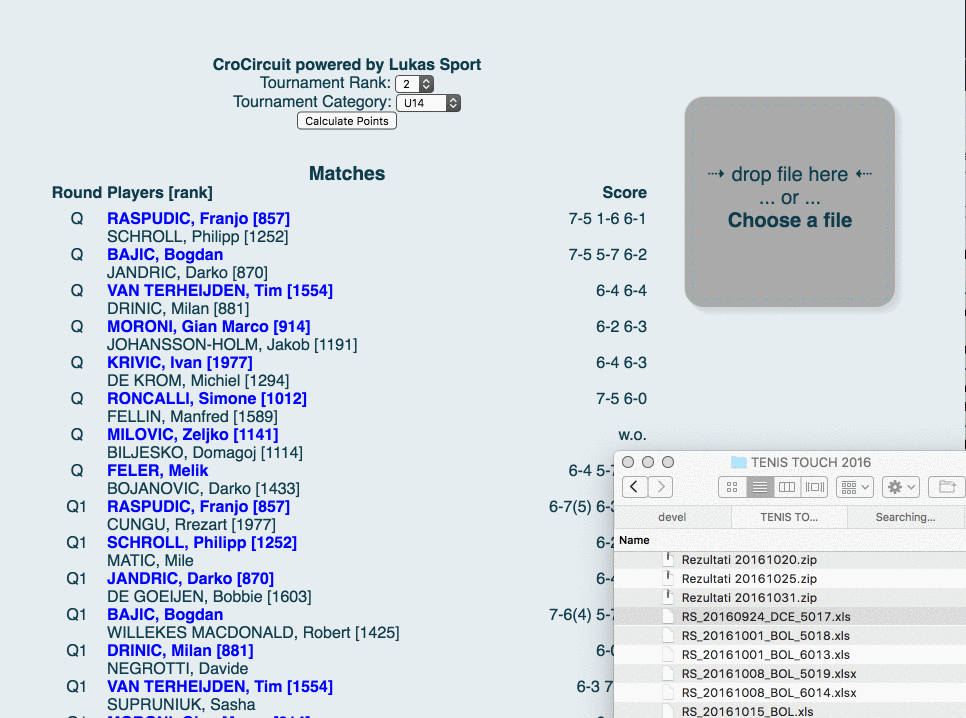 CroCircuit powered by Lukas Sport
Tournament Rank: 2
Tournament Category: U14
Calculate Points
Matches
Round Players [rank] Score
Q RASPUDIC, Franjo [857] 7-5 1-6 6-1
SCHROLL, Philipp [1252]
Q BAJIC, Bogdan 7-5 5-7 6-2
JANDRIC, Darko [870]
Q VAN TERHEIJDEN, Tim [1554] 6-4 6-4
DRINIC, Milan [881]
Q MORONI, Gian Marco [914] 6-2 6-3
JOHANSSON-HOLM, Jakob [1191]
Q KRIVIC, Ivan [1977] 6-4 6-3
DE KROM, Michiel [1294]
Q RONCALLI, Simone [1012] 7-5 6-0
FELLIN, Manfred [1589]
Q MILOVIC, Zeljko [1141] w.o.
BILJESKO, Domagoj [1114]
Q FELER, Melik 6-4 5-7
BOJANOVIC, Darko [1433]
Q1 RASPUDIC, Franjo [857] 6-7(5) 6-3
CUNGU, Rrezart [1977]
Q1 SCHROLL, Philipp [1252] 6-2
MATIC, Mile
Q1 JANDRIC, Darko [870] 6-4
DE GOEIJEN, Bobbie [1603]
Q1 BAJIC, Bogdan 7-6(4) 5-7
WILLEKES MACDONALD, Robert [1425]
Q1 DRINIC, Milan [881] 6-0
NEGROTTI, Davide
Q1 VAN TERHEIJDEN, Tim [1554] 6-3 7
SUPRUNIUK, Sasha
⤑ drop file here ⬸
... or ...
Choose a file
TENIS TOUCH 2016
devel TENIS TO... Searching...
Name
Rezultati 20161020.zip
Rezultati 20161025.zip
Rezultati 20161031.zip
RS_20160924_DCE_5017.xls
RS_20161001_BOL_5018.xls
RS_20161001_BOL_6013.xls
RS_20161008_BOL_5019.xlsx
RS_20161008_BOL_6014.xlsx
RS_20161015_BOL.xls